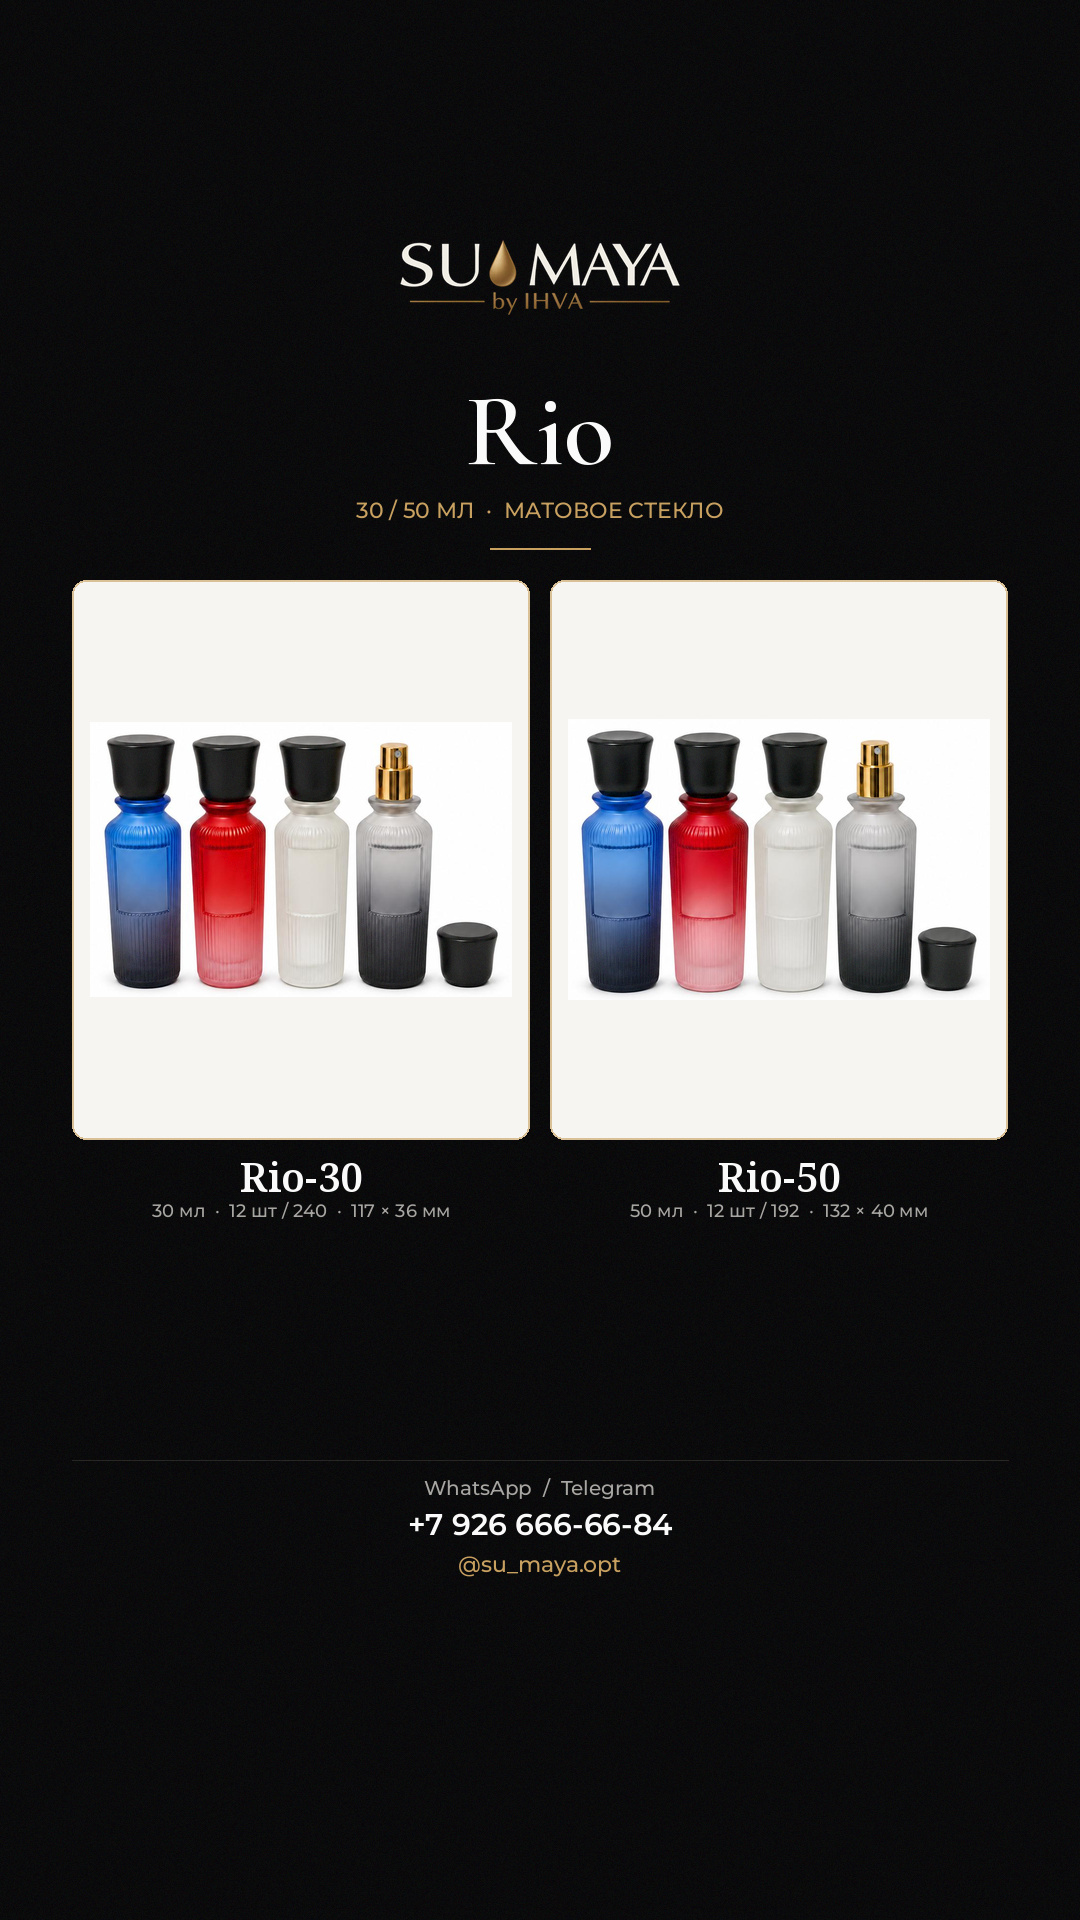 SU MAYA
by IHVA
Rio
30 / 50 МЛ · МАТОВОЕ СТЕКЛО
Rio-30
30 мл · 12 шт / 240 · 117 × 36 мм
Rio-50
50 мл · 12 шт / 192 · 132 × 40 мм
WhatsApp / Telegram
+7 926 666-66-84
@su_maya.opt